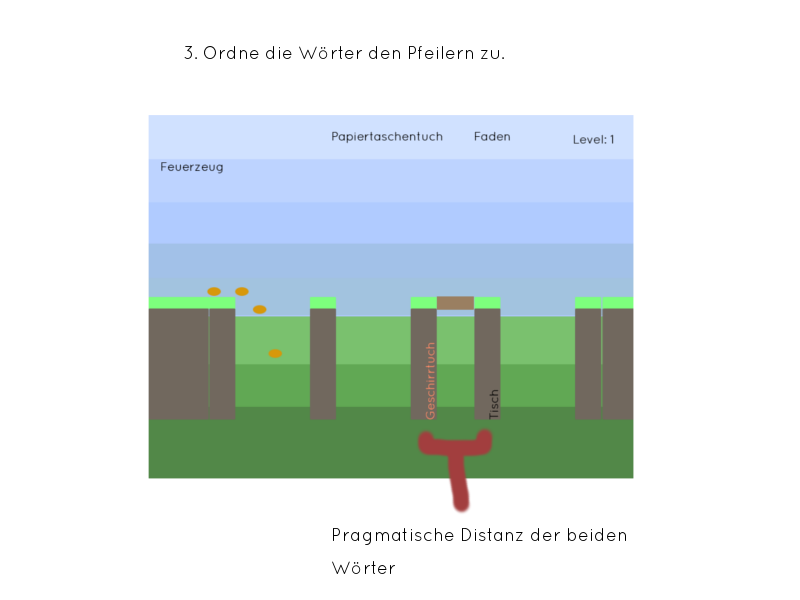 3. Ordne die Wörter den Pfeilern zu.
Papiertaschentuch
Faden
Level: 1
Feuerzeug
Geschirrtuch
Tisch
Pragmatische Distanz der beiden
Wörter